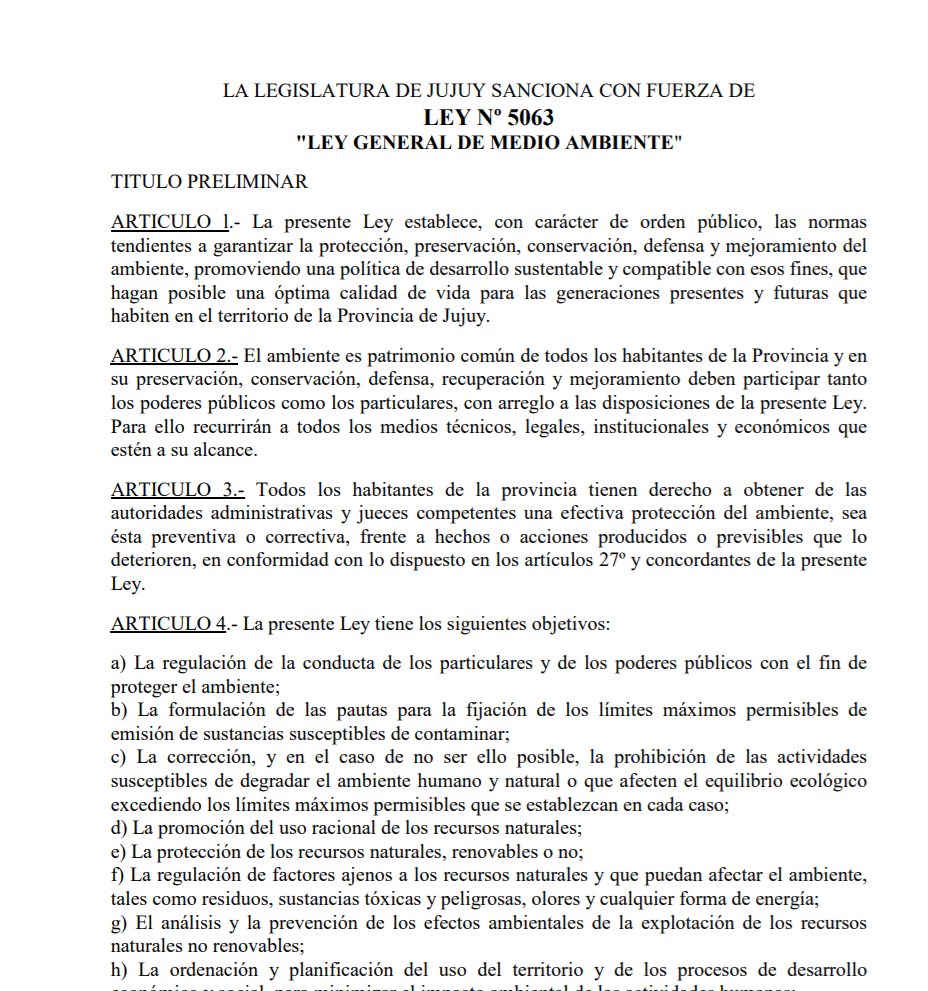 LA LEGISLATURA DE JUJUY SANCIONA CON FUERZA DE
LEY Nº 5063
"LEY GENERAL DE MEDIO AMBIENTE"
TITULO PRELIMINAR
ARTICULO 1.- La presente Ley establece, con carácter de orden público, las normas
tendientes a garantizar la protección, preservación, conservación, defensa y mejoramiento del
ambiente, promoviendo una política de desarrollo sustentable y compatible con esos fines, que
hagan posible una óptima calidad de vida para las generaciones presentes y futuras que
habiten en el territorio de la Provincia de Jujuy.
ARTICULO 2.- El ambiente es patrimonio común de todos los habitantes de la Provincia y en
su preservación, conservación, defensa, recuperación y mejoramiento deben participar tanto
los poderes públicos como los particulares, con arreglo a las disposiciones de la presente Ley.
Para ello recurrirán a todos los medios técnicos, legales, institucionales y económicos que
estén a su alcance.
ARTICULO 3.- Todos los habitantes de la provincia tienen derecho a obtener de las
autoridades administrativas y jueces competentes una efectiva protección del ambiente, sea
ésta preventiva o correctiva, frente a hechos o acciones producidos o previsibles que lo
deterioren, en conformidad con lo dispuesto en los artículos 27º y concordantes de la presente
Ley.
ARTICULO 4.- La presente Ley tiene los siguientes objetivos:
a) La regulación de la conducta de los particulares y de los poderes públicos con el fin de
proteger el ambiente;
b) La formulación de las pautas para la fijación de los límites máximos permisibles de
emisión de sustancias susceptibles de contaminar;
c) La corrección, y en el caso de no ser ello posible, la prohibición de las actividades
susceptibles de degradar el ambiente humano y natural o que afecten el equilibrio ecológico
excediendo los límites máximos permisibles que se establezcan en cada caso;
d) La promoción del uso racional de los recursos naturales;
e) La protección de los recursos naturales, renovables o no;
f) La regulación de factores ajenos a los recursos naturales y que puedan afectar el ambiente,
tales como residuos, sustancias tóxicas y peligrosas, olores y cualquier forma de energía;
g) El análisis y la prevención de los efectos ambientales de la explotación de los recursos
naturales no renovables;
h) La ordenación y planificación del uso del territorio y de los procesos de desarrollo